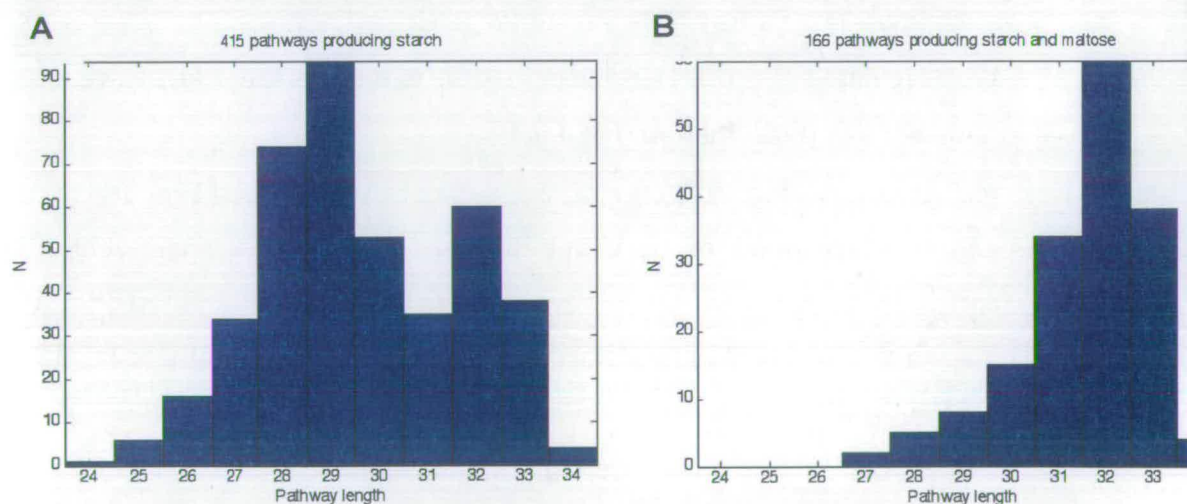 A
415 pathways producing starch
90
80
70
60
50
40
30
20
10
0
N
24 25 26 27 28 29 30 31 32 33 34
Pathway length
B
166 pathways producing starch and maltose
50
40
30
20
10
0
N
24 25 26 27 28 29 30 31 32 33
Pathway length